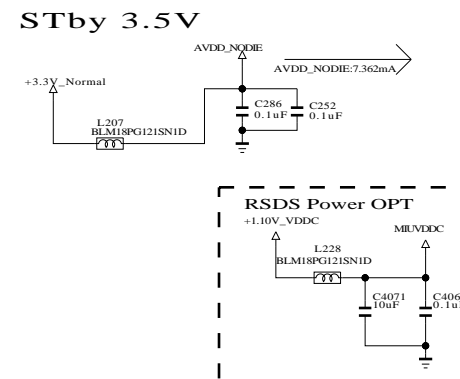 STby 3.5V
AVDD_NODIE
AVDD_NODIE:7.362mA
+3.3V_Normal
C286
0.1uF
C252
0.1uF
L207
BLM18PG121SN1D
RSDS Power OPT
+1.10V_VDDC
MIUVDDC
L228
BLM18PG121SN1D
C4071
10uF
C406
0.1u